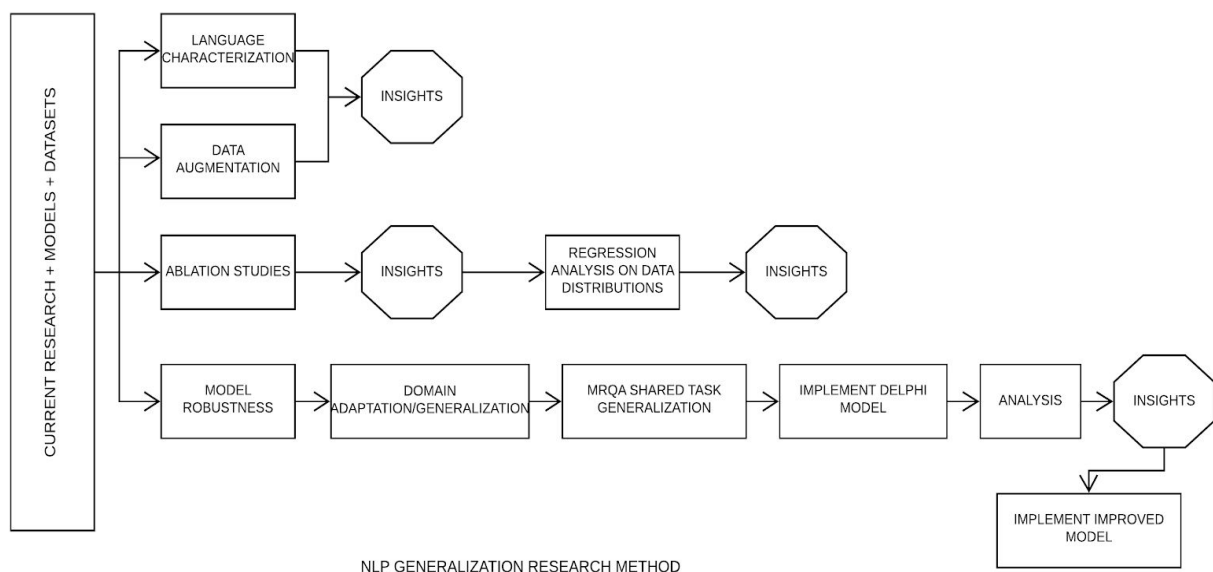 CURRENT RESEARCH + MODELS + DATASETS
LANGUAGE
CHARACTERIZATION
INSIGHTS
DATA
AUGMENTATION
ABLATION STUDIES
INSIGHTS
REGRESSION
ANALYSIS ON DATA
DISTRIBUTIONS
INSIGHTS
MODEL
ROBUSTNESS
DOMAIN
ADAPTATION/GENERALIZATION
MRQA SHARED TASK
GENERALIZATION
IMPLEMENT DELPHI
MODEL
ANALYSIS
INSIGHTS
IMPLEMENT IMPROVED
MODEL
NLP GENERALIZATION RESEARCH METHOD